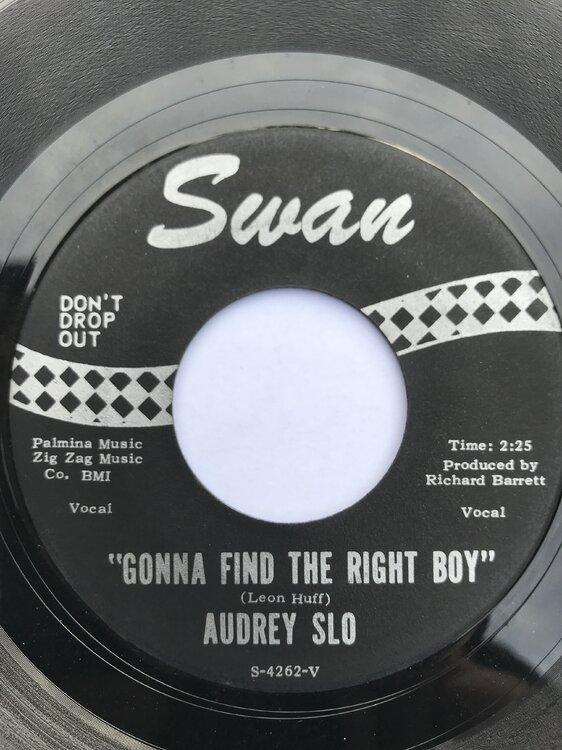 Swan
DON'T
DROP
OUT
Palmina Music
Zig Zag Music
Co. BMI
Vocal
Time: 2:25
Produced by
Richard Barrett
Vocal
"GONNA FIND THE RIGHT BOY"
(Leon Huff)
AUDREY SLO
S-4262-V